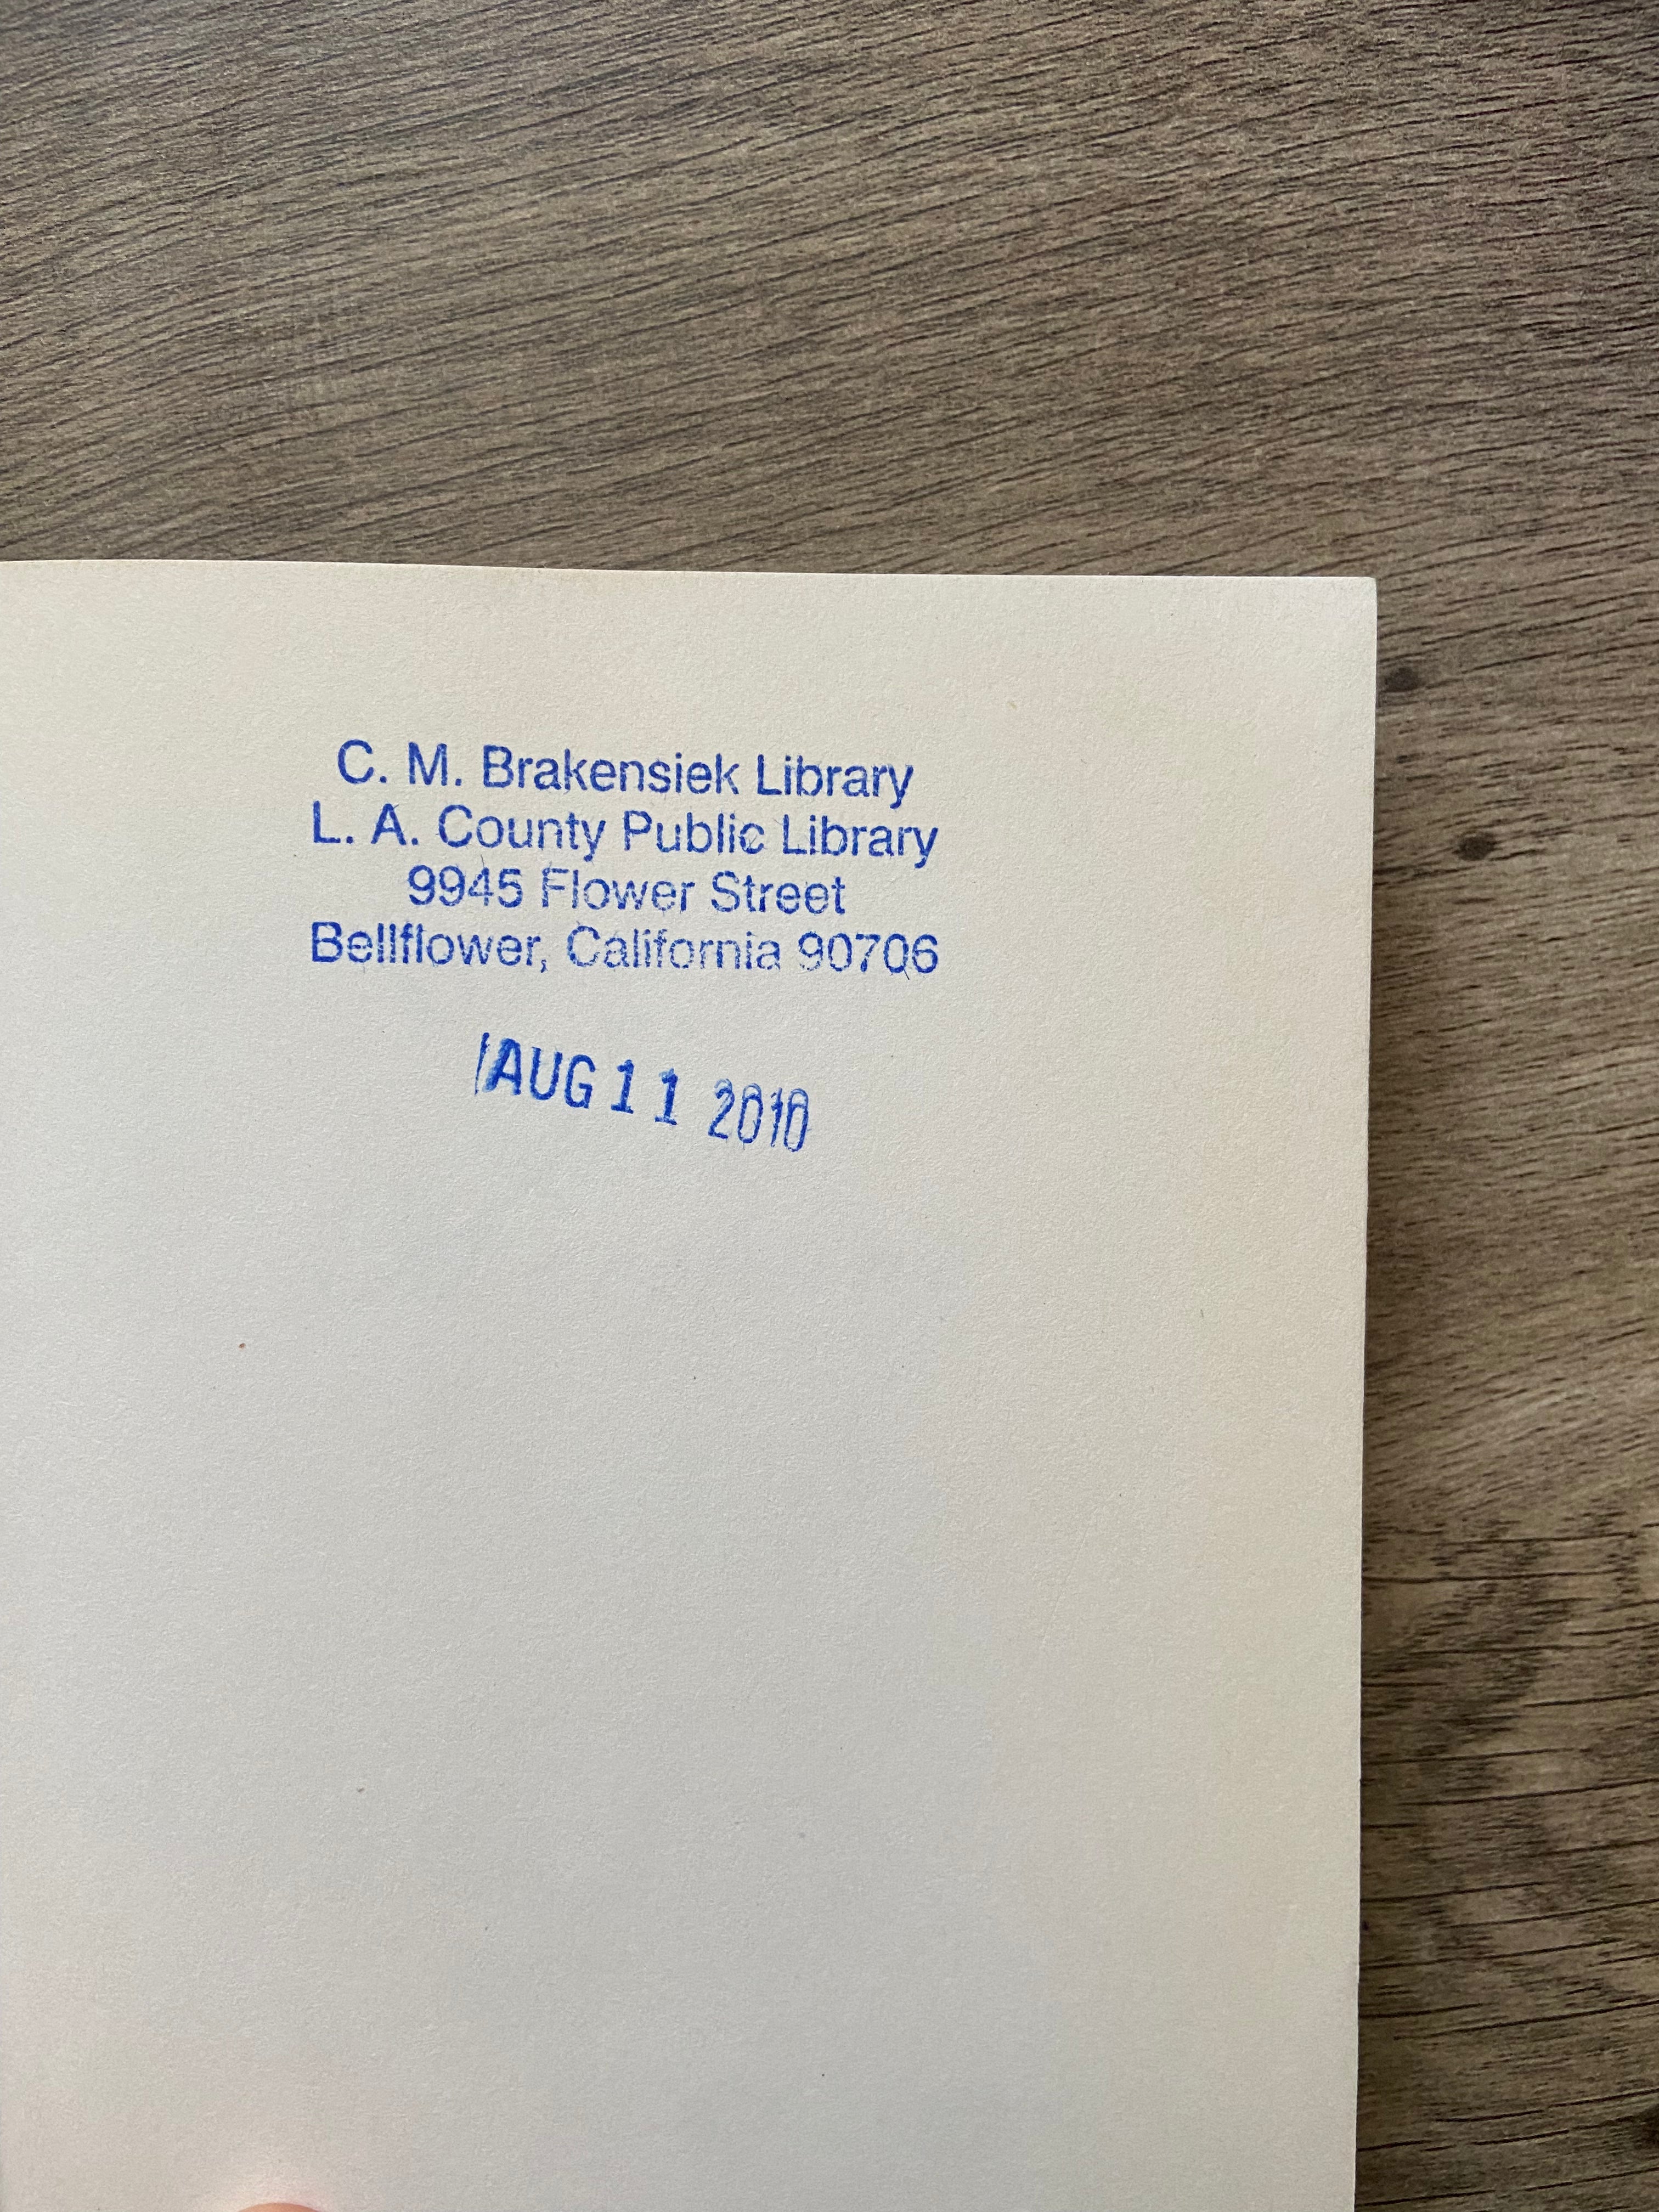 C. M. Brakensiek Library
L. A. County Public Library
9945 Flower Street
Bellflower, California 90706
AUG 11 2010